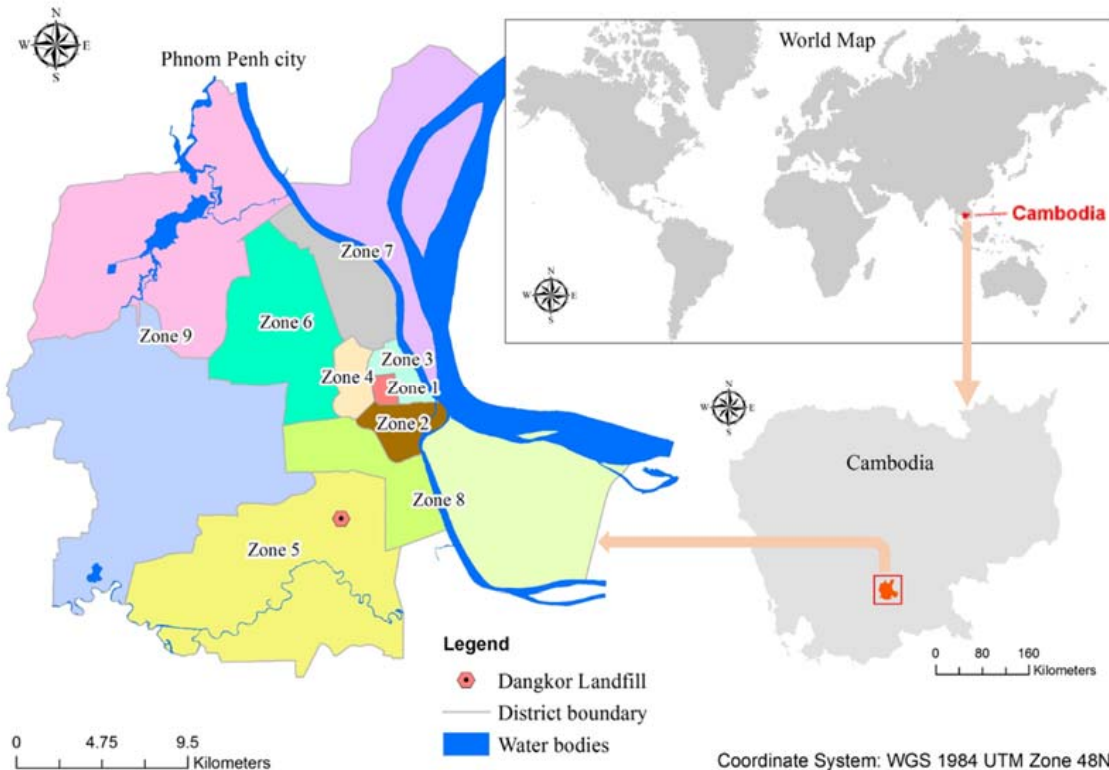 N
W E
S
Phnom Penh city
Zone 7
Zone 6
Zone 9
Zone 3
Zone 4
Zone 1
Zone 2
Zone 8
Zone 5
World Map
Cambodia
N
W E
S
N
W E
S
Cambodia
0 80 160
Kilometers
Legend
Dangkor Landfill
District boundary
Water bodies
0 4.75 9.5
Kilometers
Coordinate System: WGS 1984 UTM Zone 48N